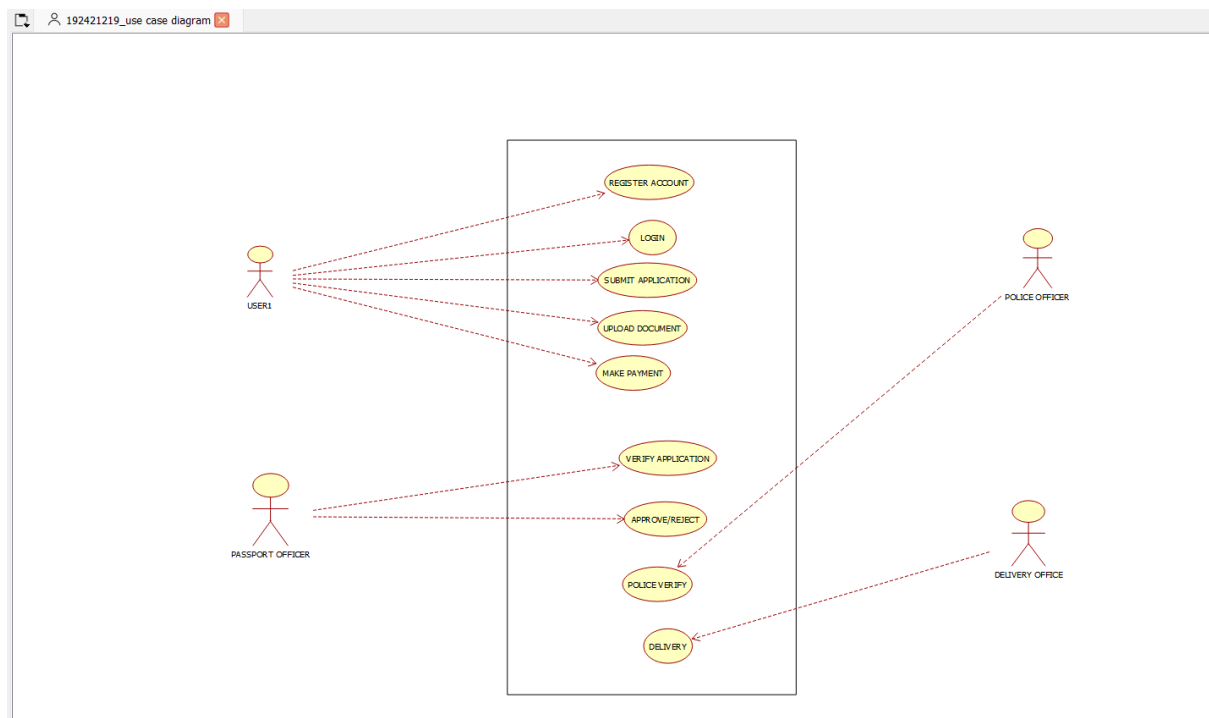 192421219_use case diagram
REGISTER ACCOUNT
LOGIN
SUBMIT APPLICATION
USER1
POLICE OFFICER
UPLOAD DOCUMENT
MAKE PAYMENT
VERIFY APPLICATION
APPROVE/REJECT
PASSPORT OFFICER
DELIVERY OFFICE
POLICE VERIFY
DELIVERY